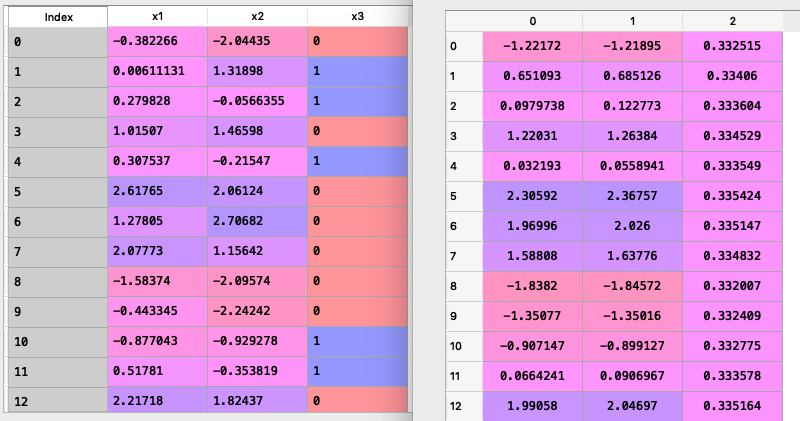 Index x1 x2 x3
0 −0.382266 −2.04435 0
1 0.00611131 1.31898 1
2 0.279828 −0.0566355 1
3 1.01507 1.46598 0
4 0.307537 −0.21547 1
5 2.61765 2.06124 0
6 1.27805 2.70682 0
7 2.07773 1.15642 0
8 −1.58374 −2.09574 0
9 −0.443345 −2.24242 0
10 −0.877043 −0.929278 1
11 0.51781 −0.353819 1
12 2.21718 1.82437 0
0 1 2
0 −1.22172 −1.21895 0.332515
1 0.651093 0.685126 0.33406
2 0.0979738 0.122773 0.333604
3 1.22031 1.26384 0.334529
4 0.032193 0.0558941 0.333549
5 2.30592 2.36757 0.335424
6 1.96996 2.026 0.335147
7 1.58808 1.63776 0.334832
8 −1.8382 −1.84572 0.332007
9 −1.35077 −1.35016 0.332409
10 −0.907147 −0.899127 0.332775
11 0.0664241 0.0906967 0.333578
12 1.99058 2.04697 0.335164